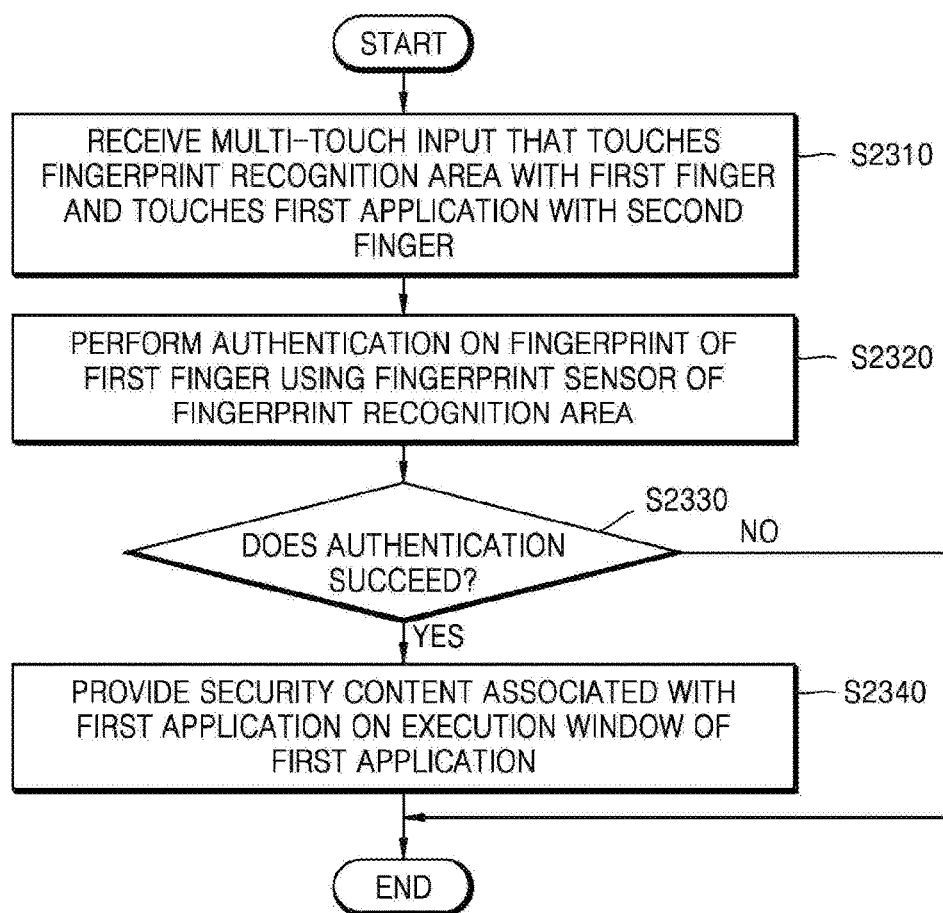 START
RECEIVE MULTI-TOUCH INPUT THAT TOUCHES
FINGERPRINT RECOGNITION AREA WITH FIRST FINGER
AND TOUCHES FIRST APPLICATION WITH SECOND
FINGER
S2310
PERFORM AUTHENTICATION ON FINGERPRINT OF
FIRST FINGER USING FINGERPRINT SENSOR OF
FINGERPRINT RECOGNITION AREA
S2320
S2330
DOES AUTHENTICATION
SUCCEED?
NO
YES
PROVIDE SECURITY CONTENT ASSOCIATED WITH
FIRST APPLICATION ON EXECUTION WINDOW OF
FIRST APPLICATION
S2340
END